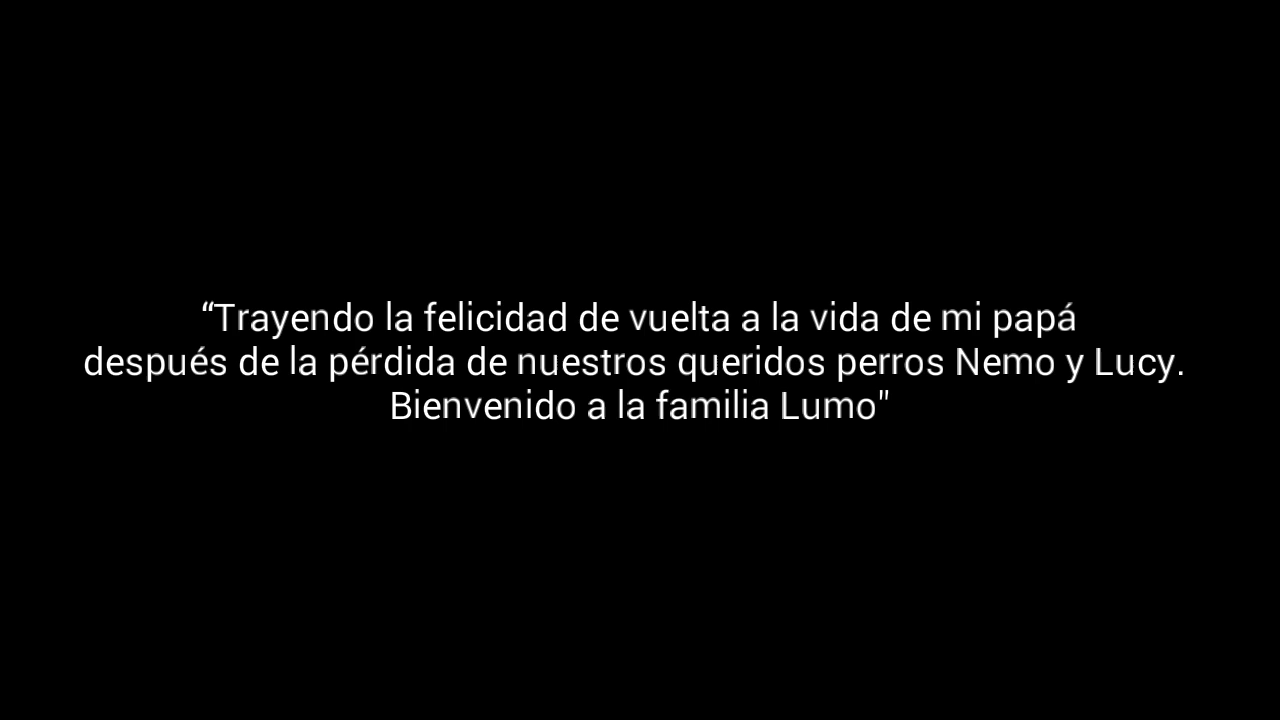 “Trayendo la felicidad de vuelta a la vida de mi papá
después de la pérdida de nuestros queridos perros Nemo y Lucy.
Bienvenido a la familia Lumo"